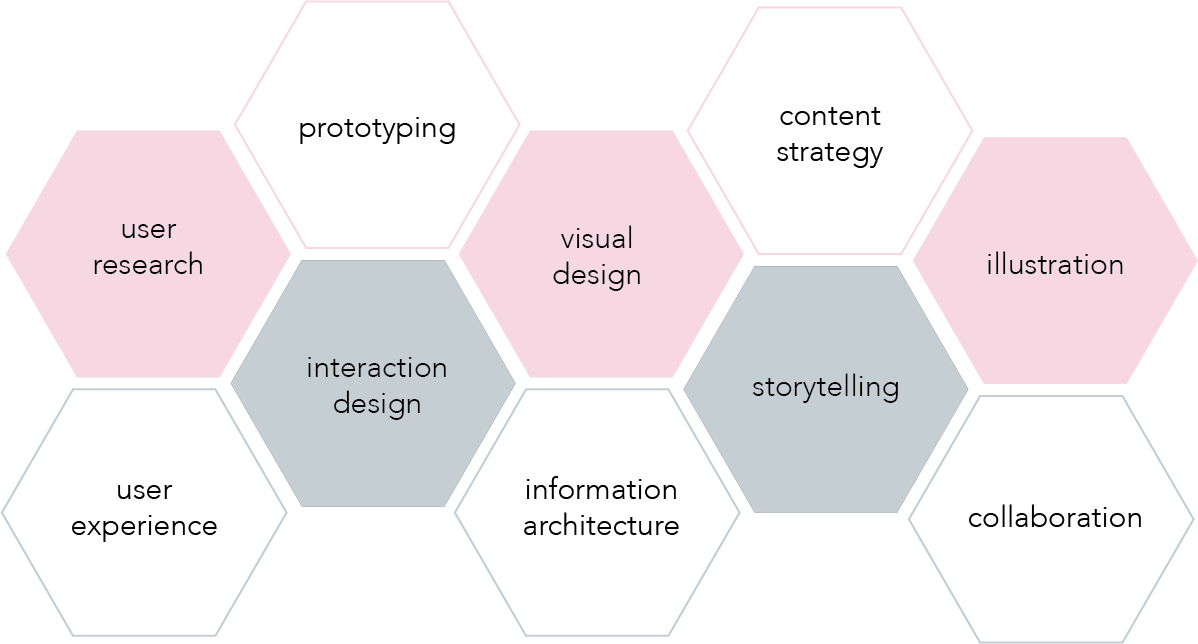 prototyping
content
strategy
user
research
visual
design
illustration
interaction
design
storytelling
user
experience
information
architecture
collaboration